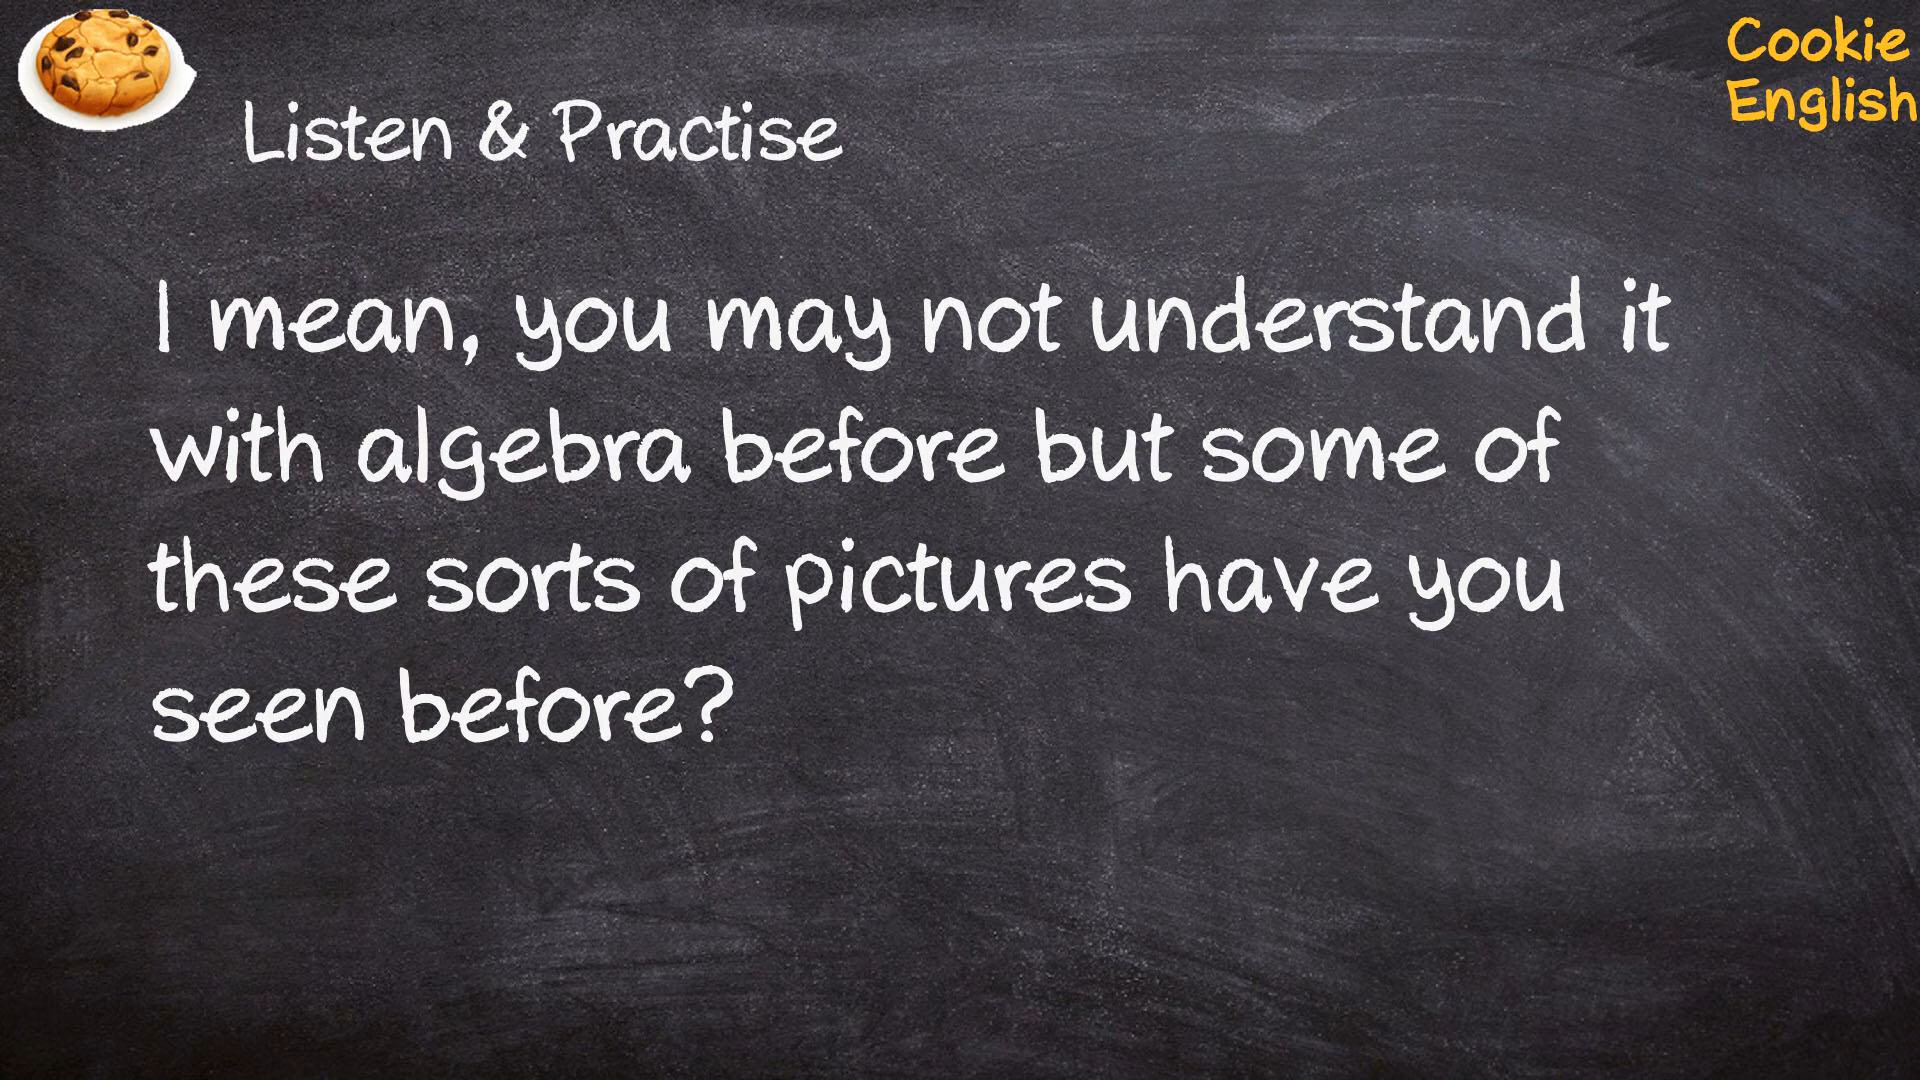 Cookie
English
Listen & Practise
I mean, you may not understand it
with algebra before but some of
these sorts of pictures have you
seen before?